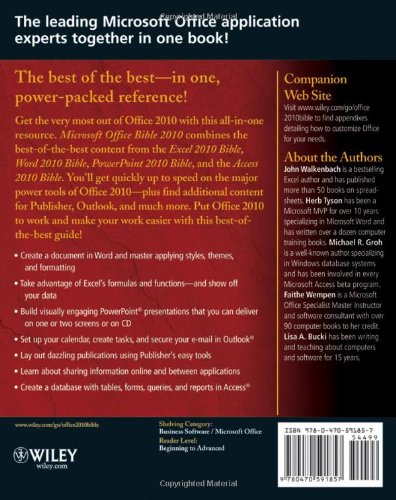 The leading Microsoft Office application
experts together in one book!
The best of the best—in one,
power-packed reference!
Get the very most out of Office 2010 with this all-in-one
resource. Microsoft Office Bible 2010 combines the
best-of-the-best content from the Excel 2010 Bible,
Word 2010 Bible, PowerPoint 2010 Bible, and the Access
2010 Bible. You'll get quickly up to speed on the major
power tools of Office 2010—plus find additional content
for Publisher, Outlook, and much more. Put Office 2010
to work and make your work easier with this best-of-
the-best guide!
• Create a document in Word and master applying styles, themes,
and formatting
• Take advantage of Excel's formulas and functions—and show off
your data
• Build visually engaging PowerPoint® presentations that you can deliver
on one or two screens or on CD
• Set up your calendar, create tasks, and secure your e-mail in Outlook®
• Lay out dazzling publications using Publisher's easy tools
• Learn about sharing information online and between applications
• Create a database with tables, forms, queries, and reports in Access®
Companion
Web Site
Visit www.wiley.com/go/office
2010bible to find appendixes
detailing how to customize Office
for your needs.
About the Authors
John Walkenbach is a bestselling
Excel author and has published
more than 50 books on spread-
sheets. Herb Tyson has been a
Microsoft MVP for over 10 years
specializing in Microsoft Word and
has written over a dozen computer
training books. Michael R. Groh
is a well-known author specializing in
Windows database systems and
has been involved in every
Microsoft Access beta program.
Faithe Wempen is a Microsoft
Office Specialist Master Instructor
and software consultant with over
90 computer books to her credit.
Lisa A. Bucki has been writing
and teaching about computers
and software for 15 years.
www.wiley.com/go/office2010bible
Shelving Category:
Business Software / Microsoft Office
Reader Level:
Beginning to Advanced
WILEY
wiley.com
ISBN 978-0-470-59185-7
54499
9 780470 591857
Copyrighted Material